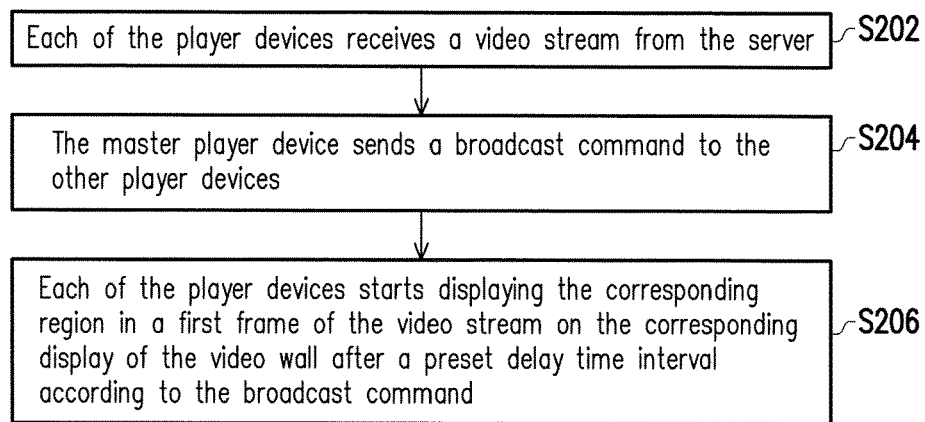 Each of the player devices receives a video stream from the server
S202
The master player device sends a broadcast command to the
other player devices
S204
Each of the player devices starts displaying the corresponding
region in a first frame of the video stream on the corresponding
display of the video wall after a preset delay time interval
according to the broadcast command
S206